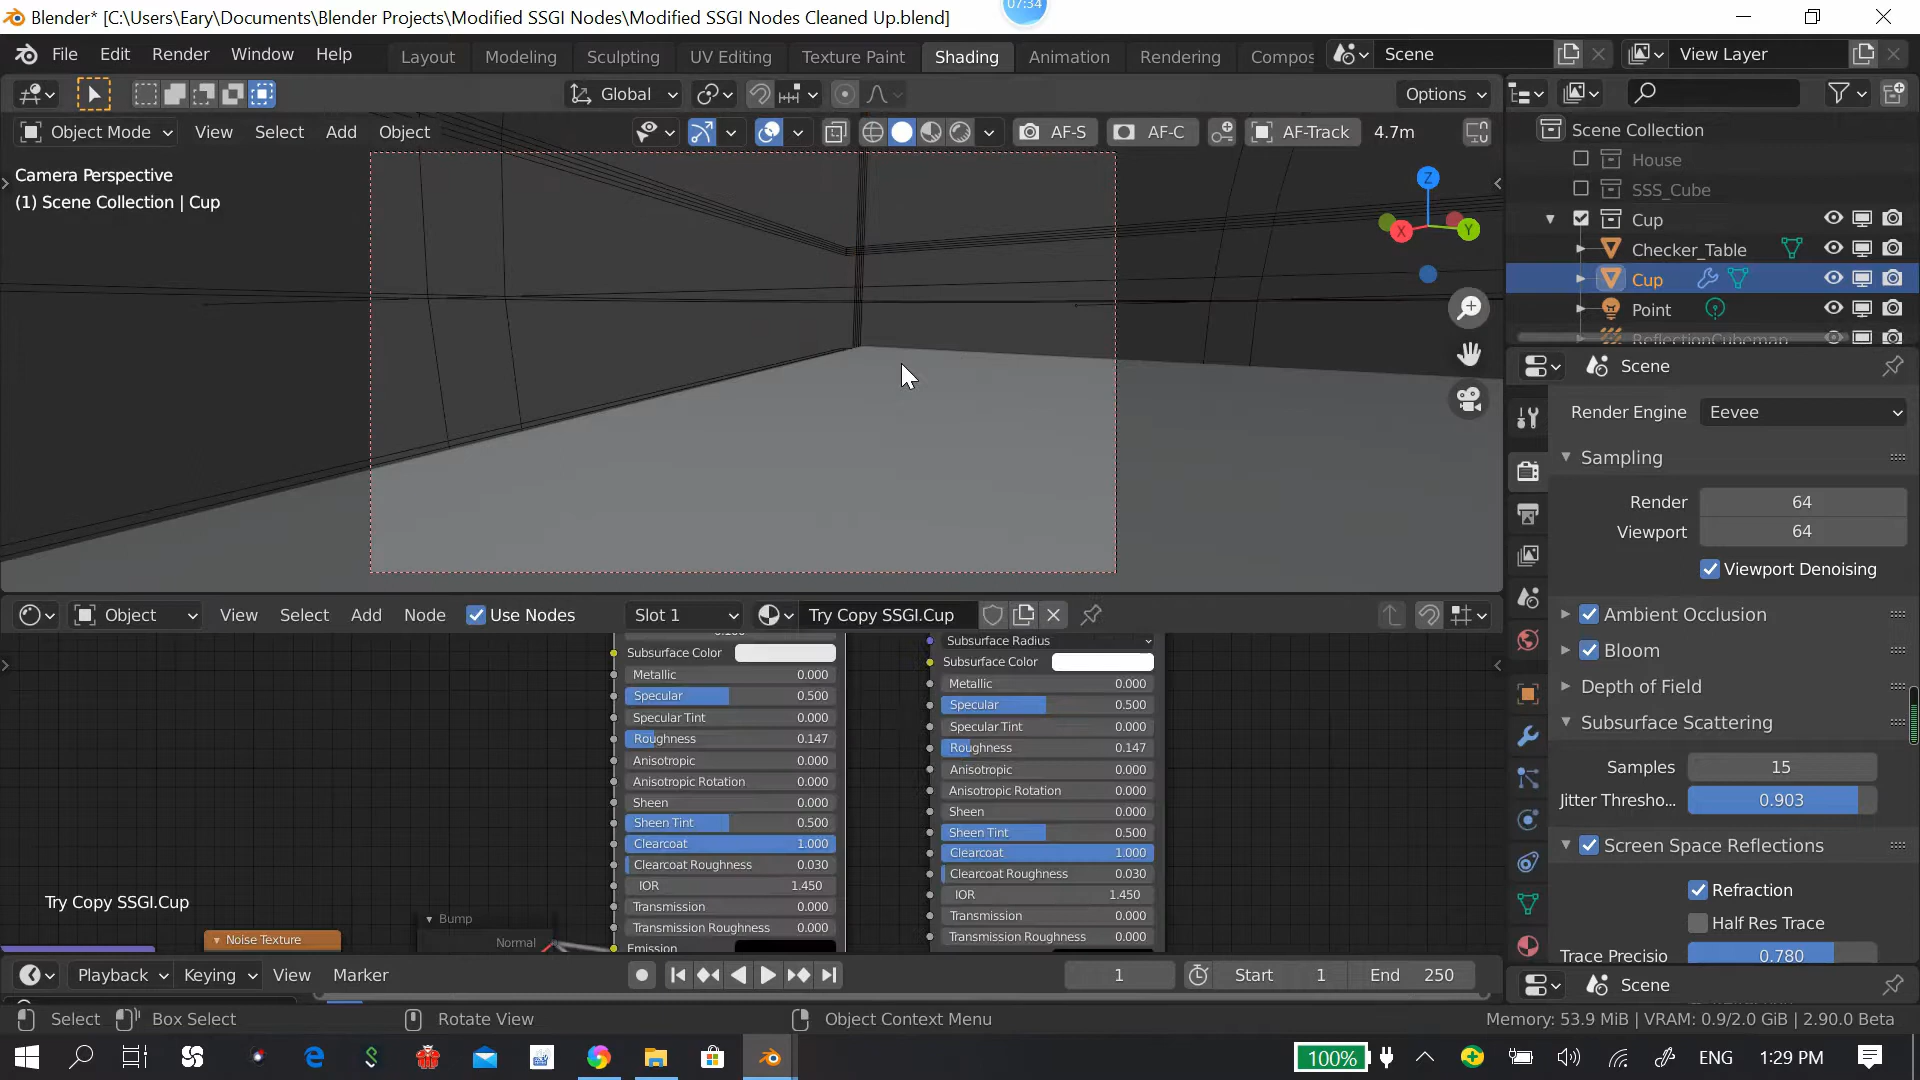 Blender* [C:\Users\Eary\Documents\Blender Projects\Modified SSGI Nodes\Modified SSGI Nodes Cleaned Up.blend]
07:34
File Edit Render Window Help
Layout Modeling Sculpting UV Editing Texture Paint Shading Animation Rendering Compos
Scene
View Layer
Global
Options
Object Mode View Select Add Object
AF-S AF-C AF-Track 4.7m
Camera Perspective
(1) Scene Collection | Cup
Z
X
Y
Scene Collection
House
SSS_Cube
Cup
Checker_Table
Cup
Point
ReflectionCubemap
Scene
Render Engine Eevee
Sampling
Render 64
Viewport 64
Viewport Denoising
Ambient Occlusion
Bloom
Depth of Field
Subsurface Scattering
Samples 15
Jitter Thresho... 0.903
Screen Space Reflections
Refraction
Half Res Trace
Trace Precisio 0.780
Scene
Object View Select Add Node Use Nodes Slot 1 Try Copy SSGI.Cup
Subsurface Color
Metallic 0.000
Specular 0.500
Specular Tint 0.000
Roughness 0.147
Anisotropic 0.000
Anisotropic Rotation 0.000
Sheen 0.000
Sheen Tint 0.500
Clearcoat 1.000
Clearcoat Roughness 0.030
IOR 1.450
Transmission 0.000
Transmission Roughness 0.000
Emission
Subsurface Radius
Subsurface Color
Metallic 0.000
Specular 0.500
Specular Tint 0.000
Roughness 0.147
Anisotropic 0.000
Anisotropic Rotation 0.000
Sheen 0.000
Sheen Tint 0.500
Clearcoat 1.000
Clearcoat Roughness 0.030
IOR 1.450
Transmission 0.000
Transmission Roughness 0.000
Try Copy SSGI.Cup
Noise Texture
Bump
Normal
Playback Keying View Marker
1
Start 1
End 250
Select Box Select Rotate View Object Context Menu
Memory: 53.9 MiB | VRAM: 0.9/2.0 GiB | 2.90.0 Beta
100%
ENG
1:29 PM